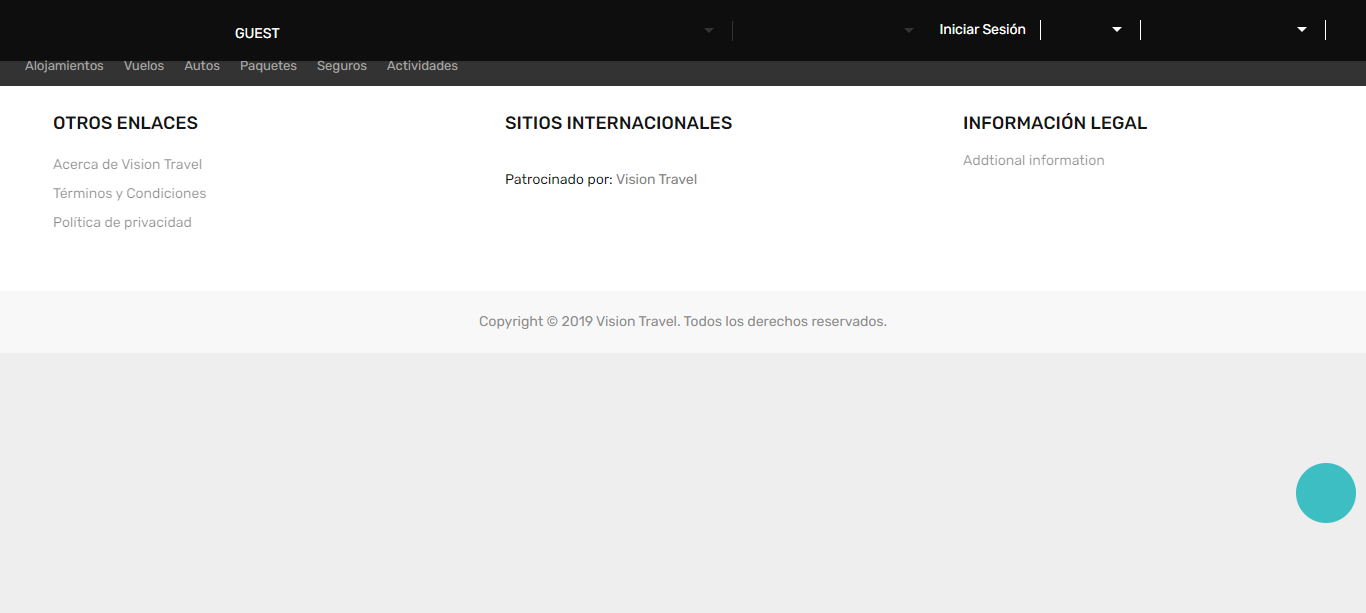 GUEST
Iniciar Sesión
Alojamientos Vuelos Autos Paquetes Seguros Actividades
OTROS ENLACES
Acerca de Vision Travel
Términos y Condiciones
Política de privacidad
SITIOS INTERNACIONALES
Patrocinado por: Vision Travel
INFORMACIÓN LEGAL
Addtional information
Copyright © 2019 Vision Travel. Todos los derechos reservados.